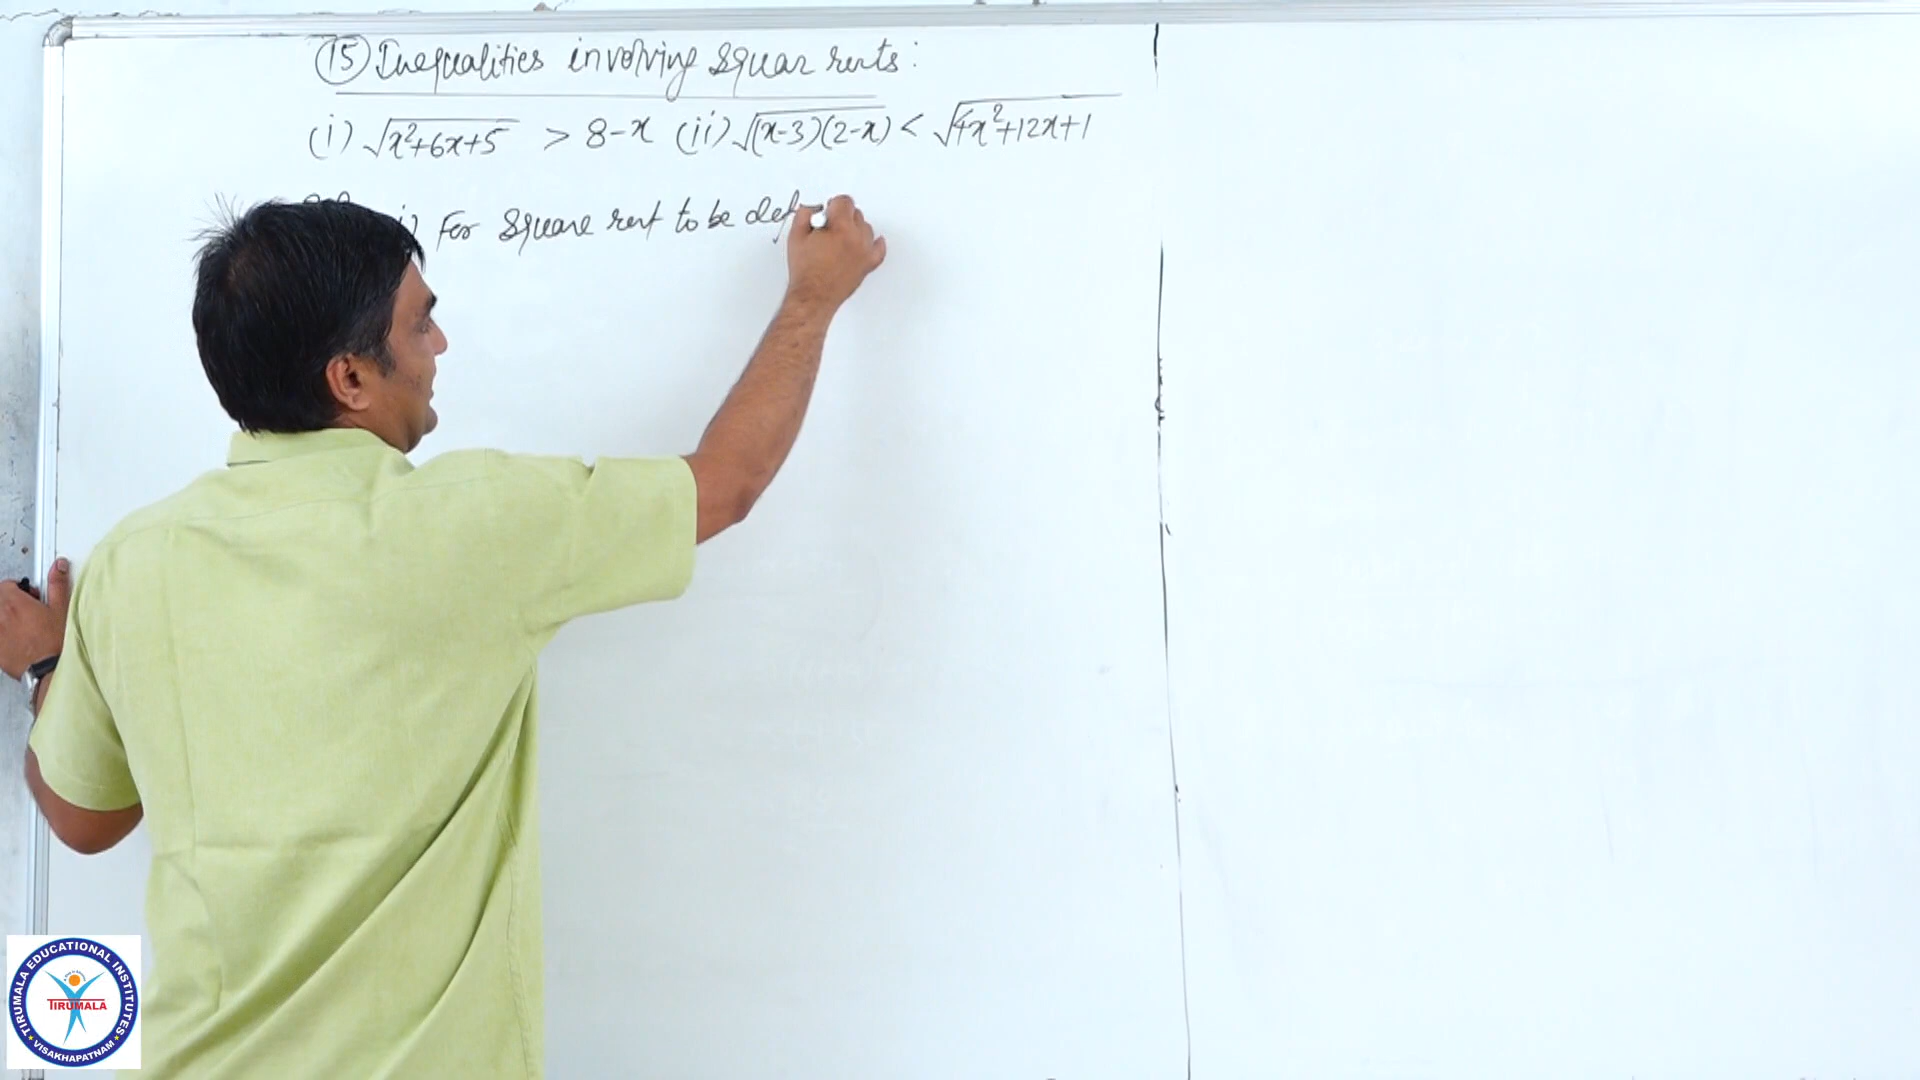 15 Inequalities involving Square roots:
(i) √x²+6x+5 > 8-x (ii) √(x-3)(2-x) < √4x²+12x+1
i) For Square root to be def
TIRUMALA EDUCATIONAL INSTITUTES
TIRUMALA
VISAKHAPATNAM